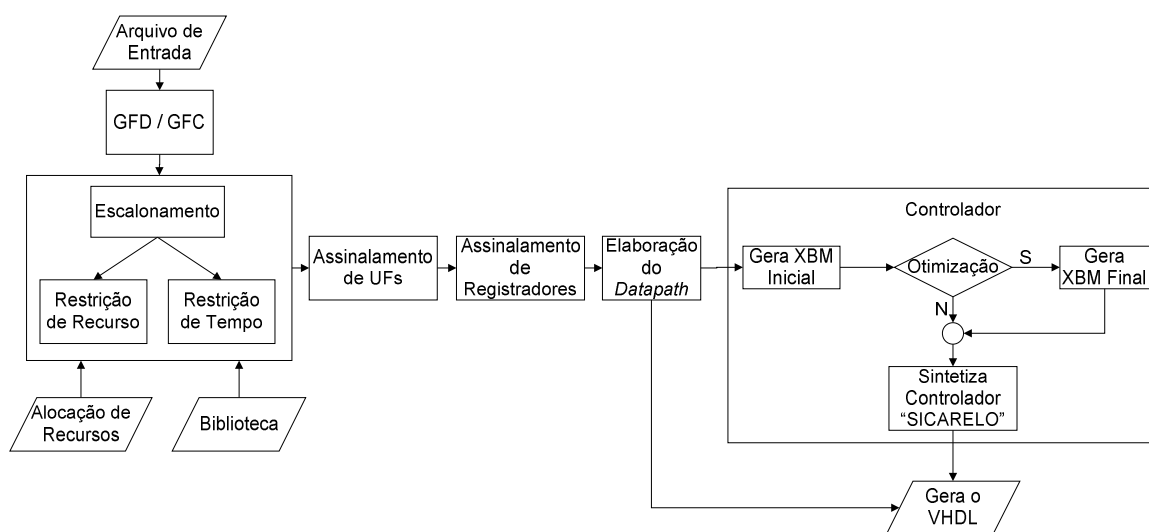 Arquivo de
Entrada
GFD / GFC
Escalonamento
Restrição
de Recurso
Restrição
de Tempo
Alocação de
Recursos
Biblioteca
Assinalamento
de UFs
Assinalamento
de
Registradores
Elaboração
do
Datapath
Controlador
Gera XBM
Inicial
Otimização
S
N
Gera
XBM Final
Sintetiza
Controlador
“SICARELO”
Gera o
VHDL